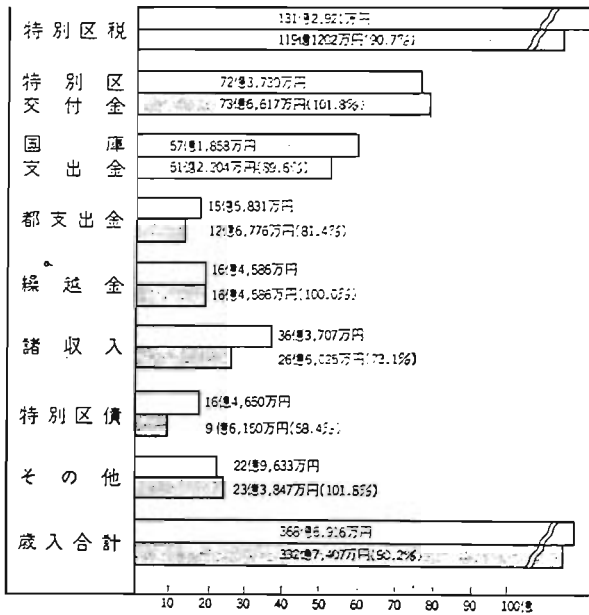 特別区税
131億2,921万円
119億1202万円(90.7%)
特別区
交付金
72億3,730万円
73億6,617万円(101.8%)
国庫
支出金
57億1,858万円
51億2,204万円(89.6%)
都支出金
15億5,831万円
12億6,776万円(81.4%)
繰越金
16億4,586万円
16億4,586万円(100.0%)
諸収入
36億3,707万円
26億5,025万円(73.1%)
特別区債
16億4,650万円
9億6,150万円(58.4%)
その他
22億9,633万円
23億3,847万円(101.8%)
歳入合計
368億6,916万円
332億7,407万円(90.2%)
10 20 30 40 50 60 70 80 90 100億